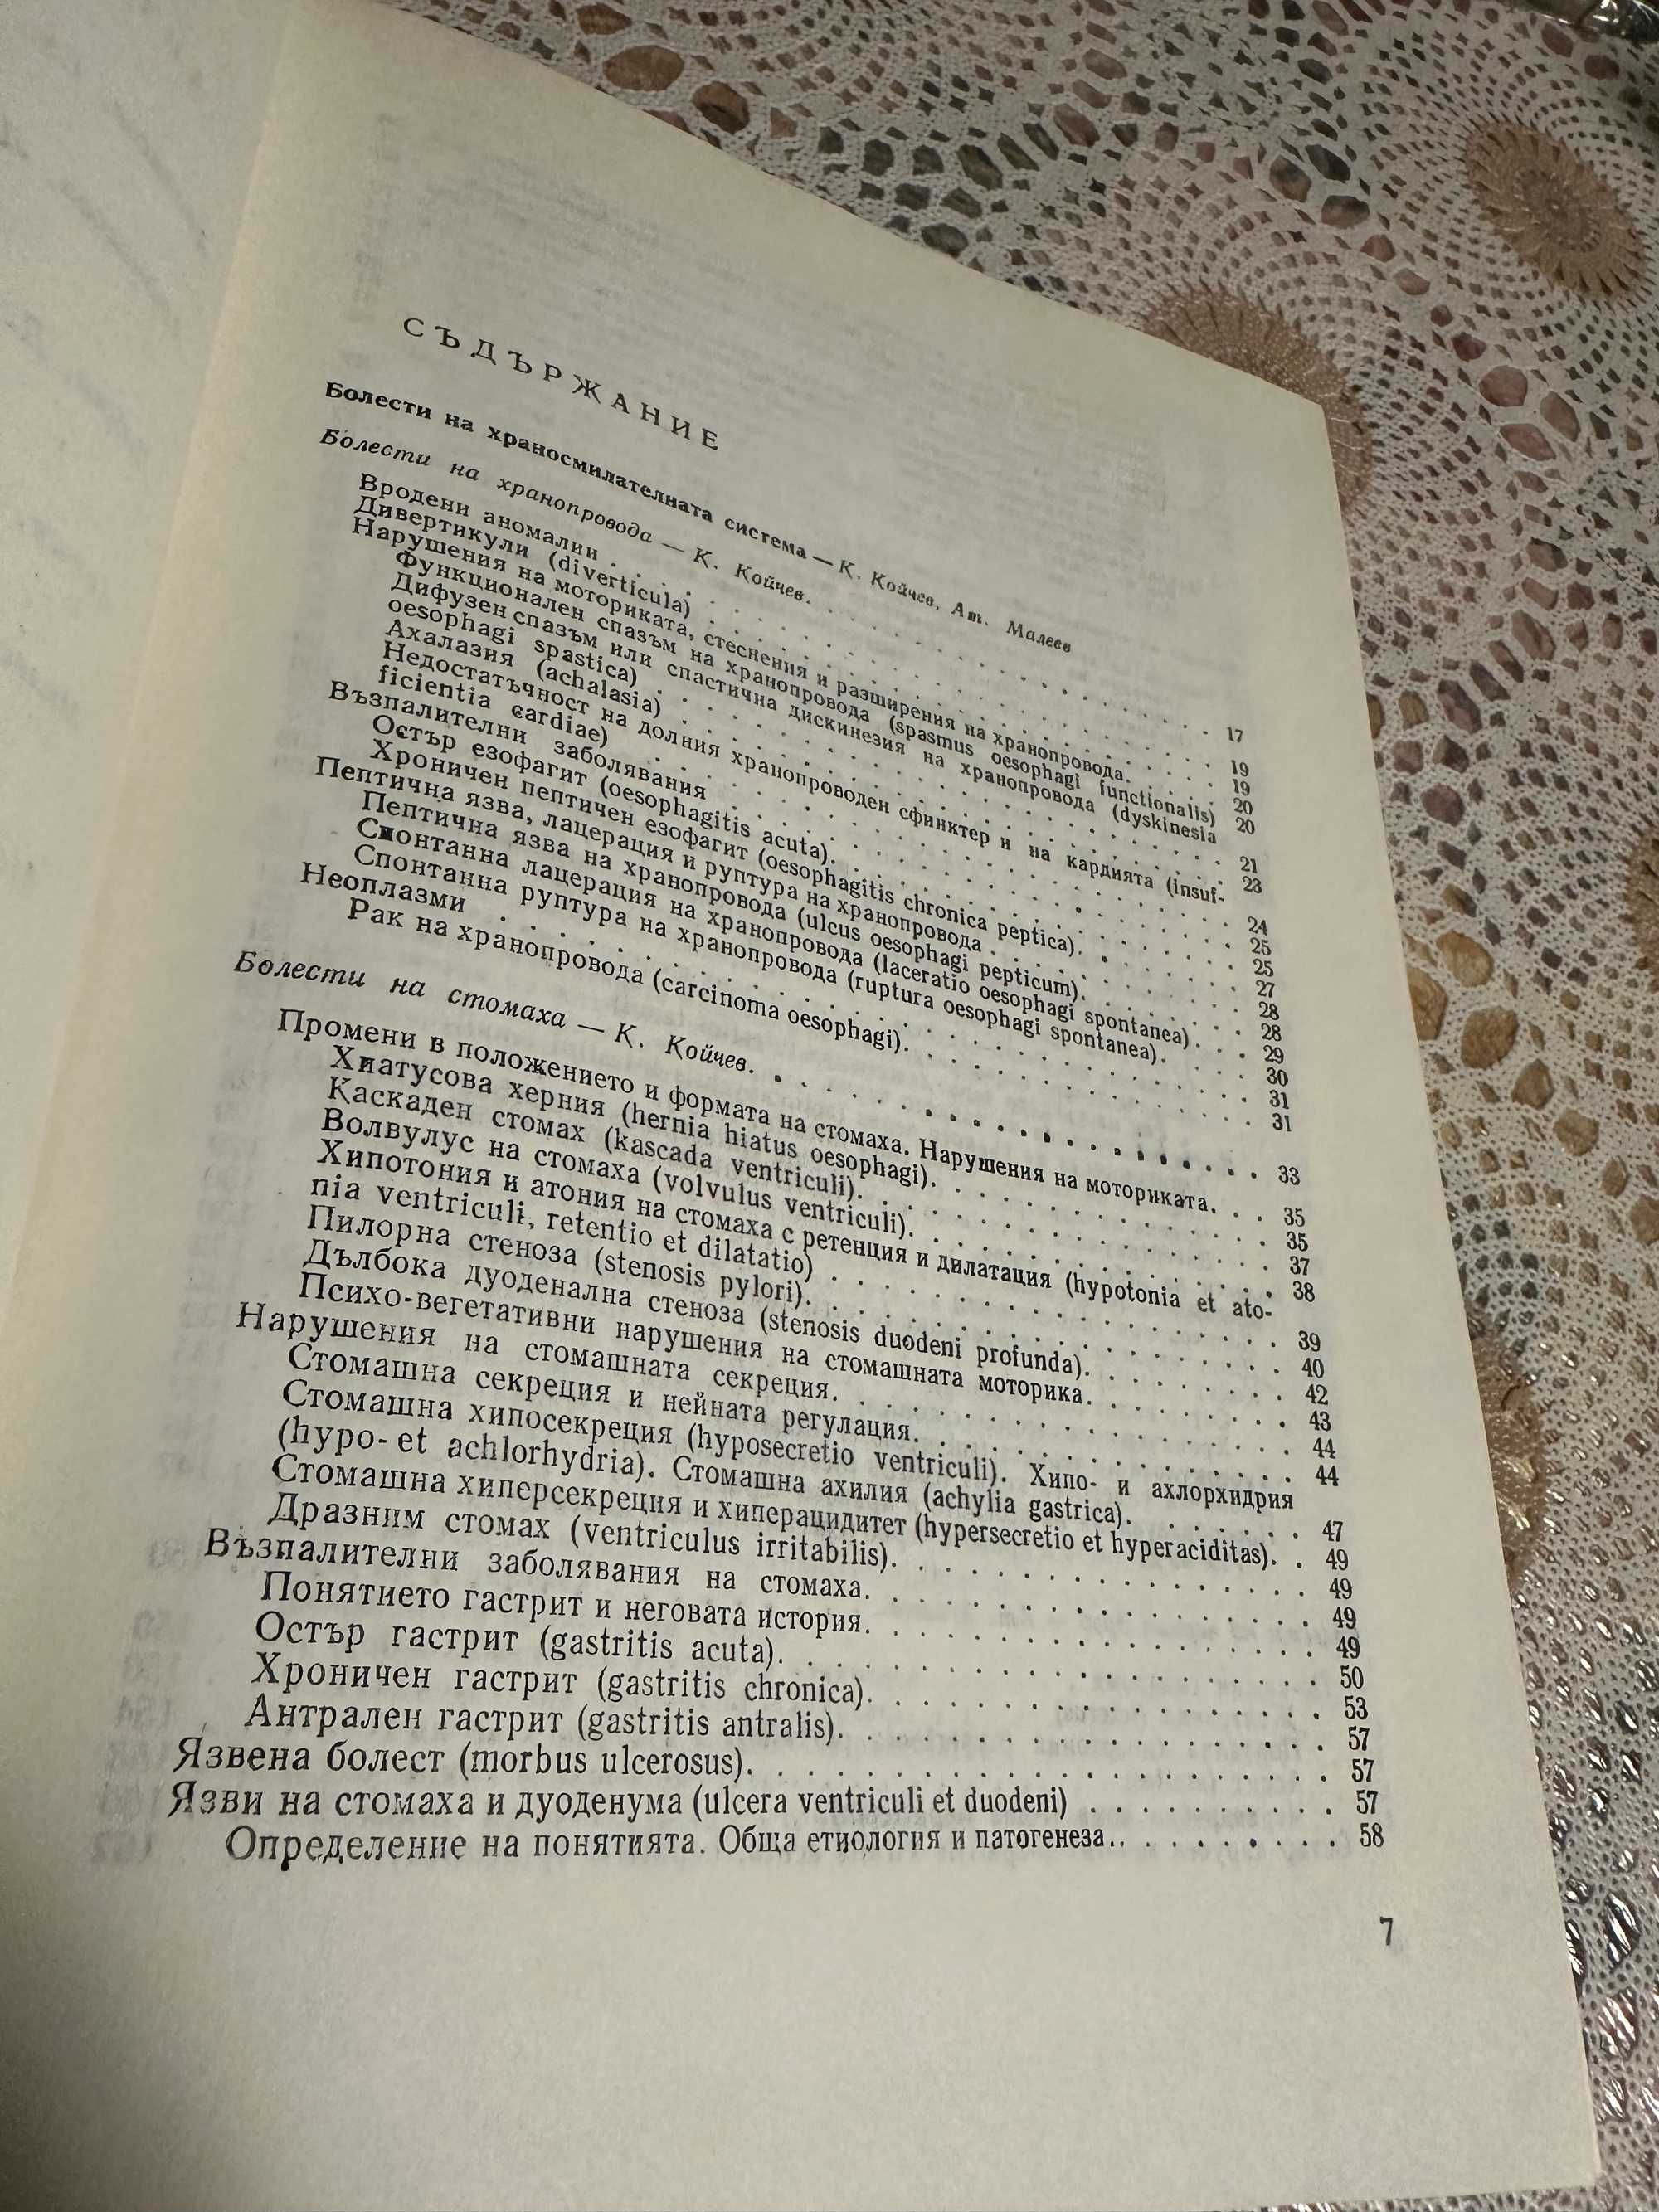 СЪДЪРЖАНИЕ
Болести на храносмилателната система — К. Койчев, Ат. Малеев
Болести на хранопровода — К. Койчев. . . . . . . . . . . . . . . . 17
Вродени аномалии . . . . . . . . . . . . . . . . 19
Дивертикули (diverticula) . . . . . . . . . . . . . . . . 19
Нарушения на моториката, стеснения и разширения на хранопровода. . . . . 20
Функционален спазъм на хранопровода (spasmus oesophagi functionalis) 20
Дифузен спазъм или спастична дискинезия на хранопровода (dyskinesia
oesophagi spastica) . . . . . . . . . . . . . . . . 21
Ахалазия (achalasia) . . . . . . . . . . . . . . . . 23
Недостатъчност на долния хранопроводен сфинктер и на кардията (insuf-
ficientia cardiae) . . . . . . . . . . . . . . . . 24
Възпалителни заболявания . . . . . . . . . . . . . . . . 25
Остър езофагит (oesophagitis acuta). . . . . . . . . . . . . . . . 25
Хроничен пептичен езофагит (oesophagitis chronica peptica). . . . . . . 27
Пептична язва, лацерация и руптура на хранопровода . . . . . . . . . 28
Пептична язва на хранопровода (ulcus oesophagi pepticum). . . . . . . 28
Спонтанна лацерация на хранопровода (laceratio oesophagi spontanea). . . . 29
Спонтанна руптура на хранопровода (ruptura oesophagi spontanea). . . . . 30
Неоплазми . . . . . . . . . . . . . . . . 31
Рак на хранопровода (carcinoma oesophagi). . . . . . . . . . . . . 31
Болести на стомаха — К. Койчев. . . . . . . . . . . . . . . . 33
Промени в положението и формата на стомаха. Нарушения на моториката. . . . 35
Хиатусова херния (hernia hiatus oesophagi). . . . . . . . . . . . . 35
Каскаден стомах (kascada ventriculi). . . . . . . . . . . . . . . . 37
Волвулус на стомаха (volvulus ventriculi). . . . . . . . . . . . . . 38
Хипотония и атония на стомаха с ретенция и дилатация (hypotonia et ato-
nia ventriculi, retentio et dilatatio) . . . . . . . . . . . . . . . . 39
Пилорна стеноза (stenosis pylori). . . . . . . . . . . . . . . . 40
Дълбока дуоденална стеноза (stenosis duodeni profunda). . . . . . . . 42
Психо-вегетативни нарушения на стомашната моторика. . . . . . . . . 43
Нарушения на стомашната секреция. . . . . . . . . . . . . . . . 44
Стомашна секреция и нейната регулация. . . . . . . . . . . . . . 44
Стомашна хипосекреция (hyposecretio ventriculi). Хипо- и ахлорхидрия
(hypo- et achlorhydria). Стомашна ахилия (achylia gastrica). . . . . . . 47
Стомашна хиперсекреция и хиперацидитет (hypersecretio et hyperaciditas). . 49
Дразним стомах (ventriculus irritabilis). . . . . . . . . . . . . . . . 49
Възпалителни заболявания на стомаха. . . . . . . . . . . . . . . . 49
Понятието гастрит и неговата история. . . . . . . . . . . . . . . . 49
Остър гастрит (gastritis acuta). . . . . . . . . . . . . . . . 50
Хроничен гастрит (gastritis chronica). . . . . . . . . . . . . . . . 53
Антрален гастрит (gastritis antralis). . . . . . . . . . . . . . . . 57
Язвена болест (morbus ulcerosus). . . . . . . . . . . . . . . . 57
Язви на стомаха и дуоденума (ulcera ventriculi et duodeni) . . . . . . . . . . 57
Определение на понятията. Обща етиология и патогенеза.. . . . . . . . . 58
7